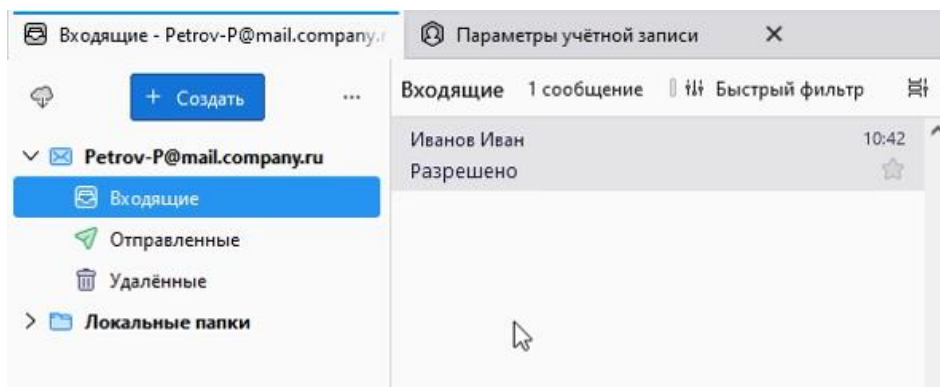 Входящие - Petrov-P@mail.company.r
Параметры учётной записи
+ Создать
Входящие 1 сообщение Быстрый фильтр
Petrov-P@mail.company.ru
Входящие
Отправленные
Удалённые
Локальные папки
Иванов Иван 10:42
Разрешено